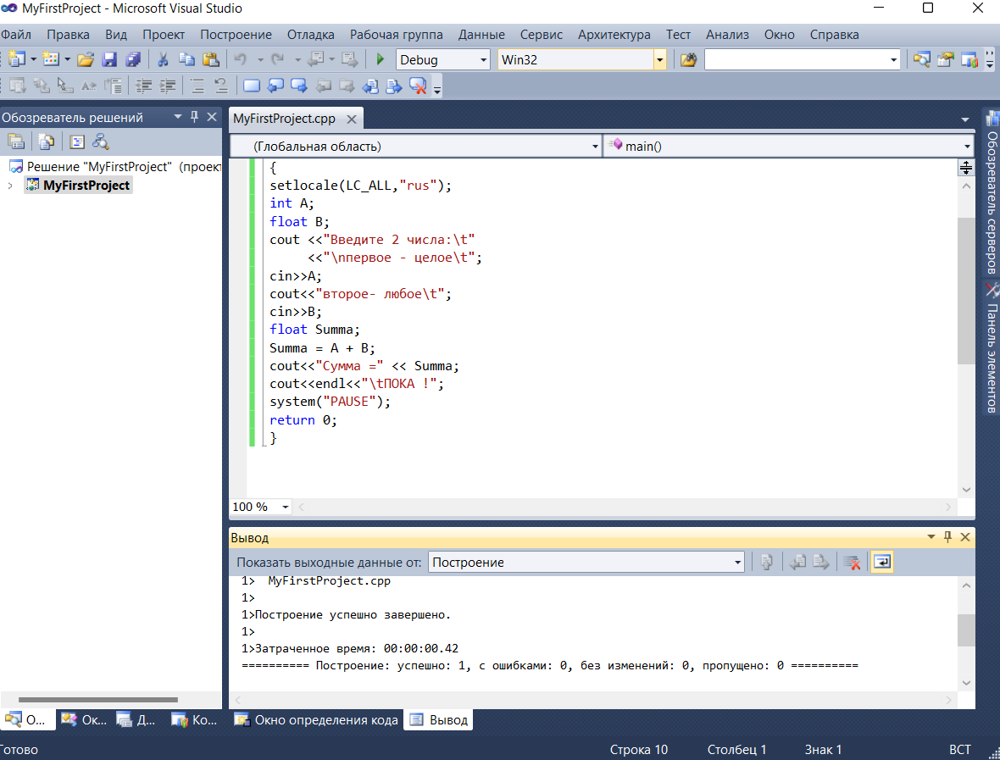 MyFirstProject - Microsoft Visual Studio
Файл Правка Вид Проект Построение Отладка Рабочая группа Данные Сервис Архитектура Тест Анализ Окно Справка
Debug Win32
Обозреватель решений
Решение "MyFirstProject" (проект
MyFirstProject
MyFirstProject.cpp
(Глобальная область) main()
{
setlocale(LC_ALL,"rus");
int A;
float B;
cout <<"Введите 2 числа:\t"
<<"\nпервое - целое\t";
cin>>A;
cout<<"второе- любое\t";
cin>>B;
float Summa;
Summa = A + B;
cout<<"Сумма =" << Summa;
cout<<endl<<"\tПОКА !";
system("PAUSE");
return 0;
}
100 %
Вывод
Показать выходные данные от: Построение
1> MyFirstProject.cpp
1>
1>Построение успешно завершено.
1>
1>Затраченное время: 00:00:00.42
========== Построение: успешно: 1, с ошибками: 0, без изменений: 0, пропущено: 0 ==========
Обозреватель серверов
Панель элементов
О... Ок... Д... Ко... Окно определения кода Вывод
Готово Строка 10 Столбец 1 Знак 1 ВСТ